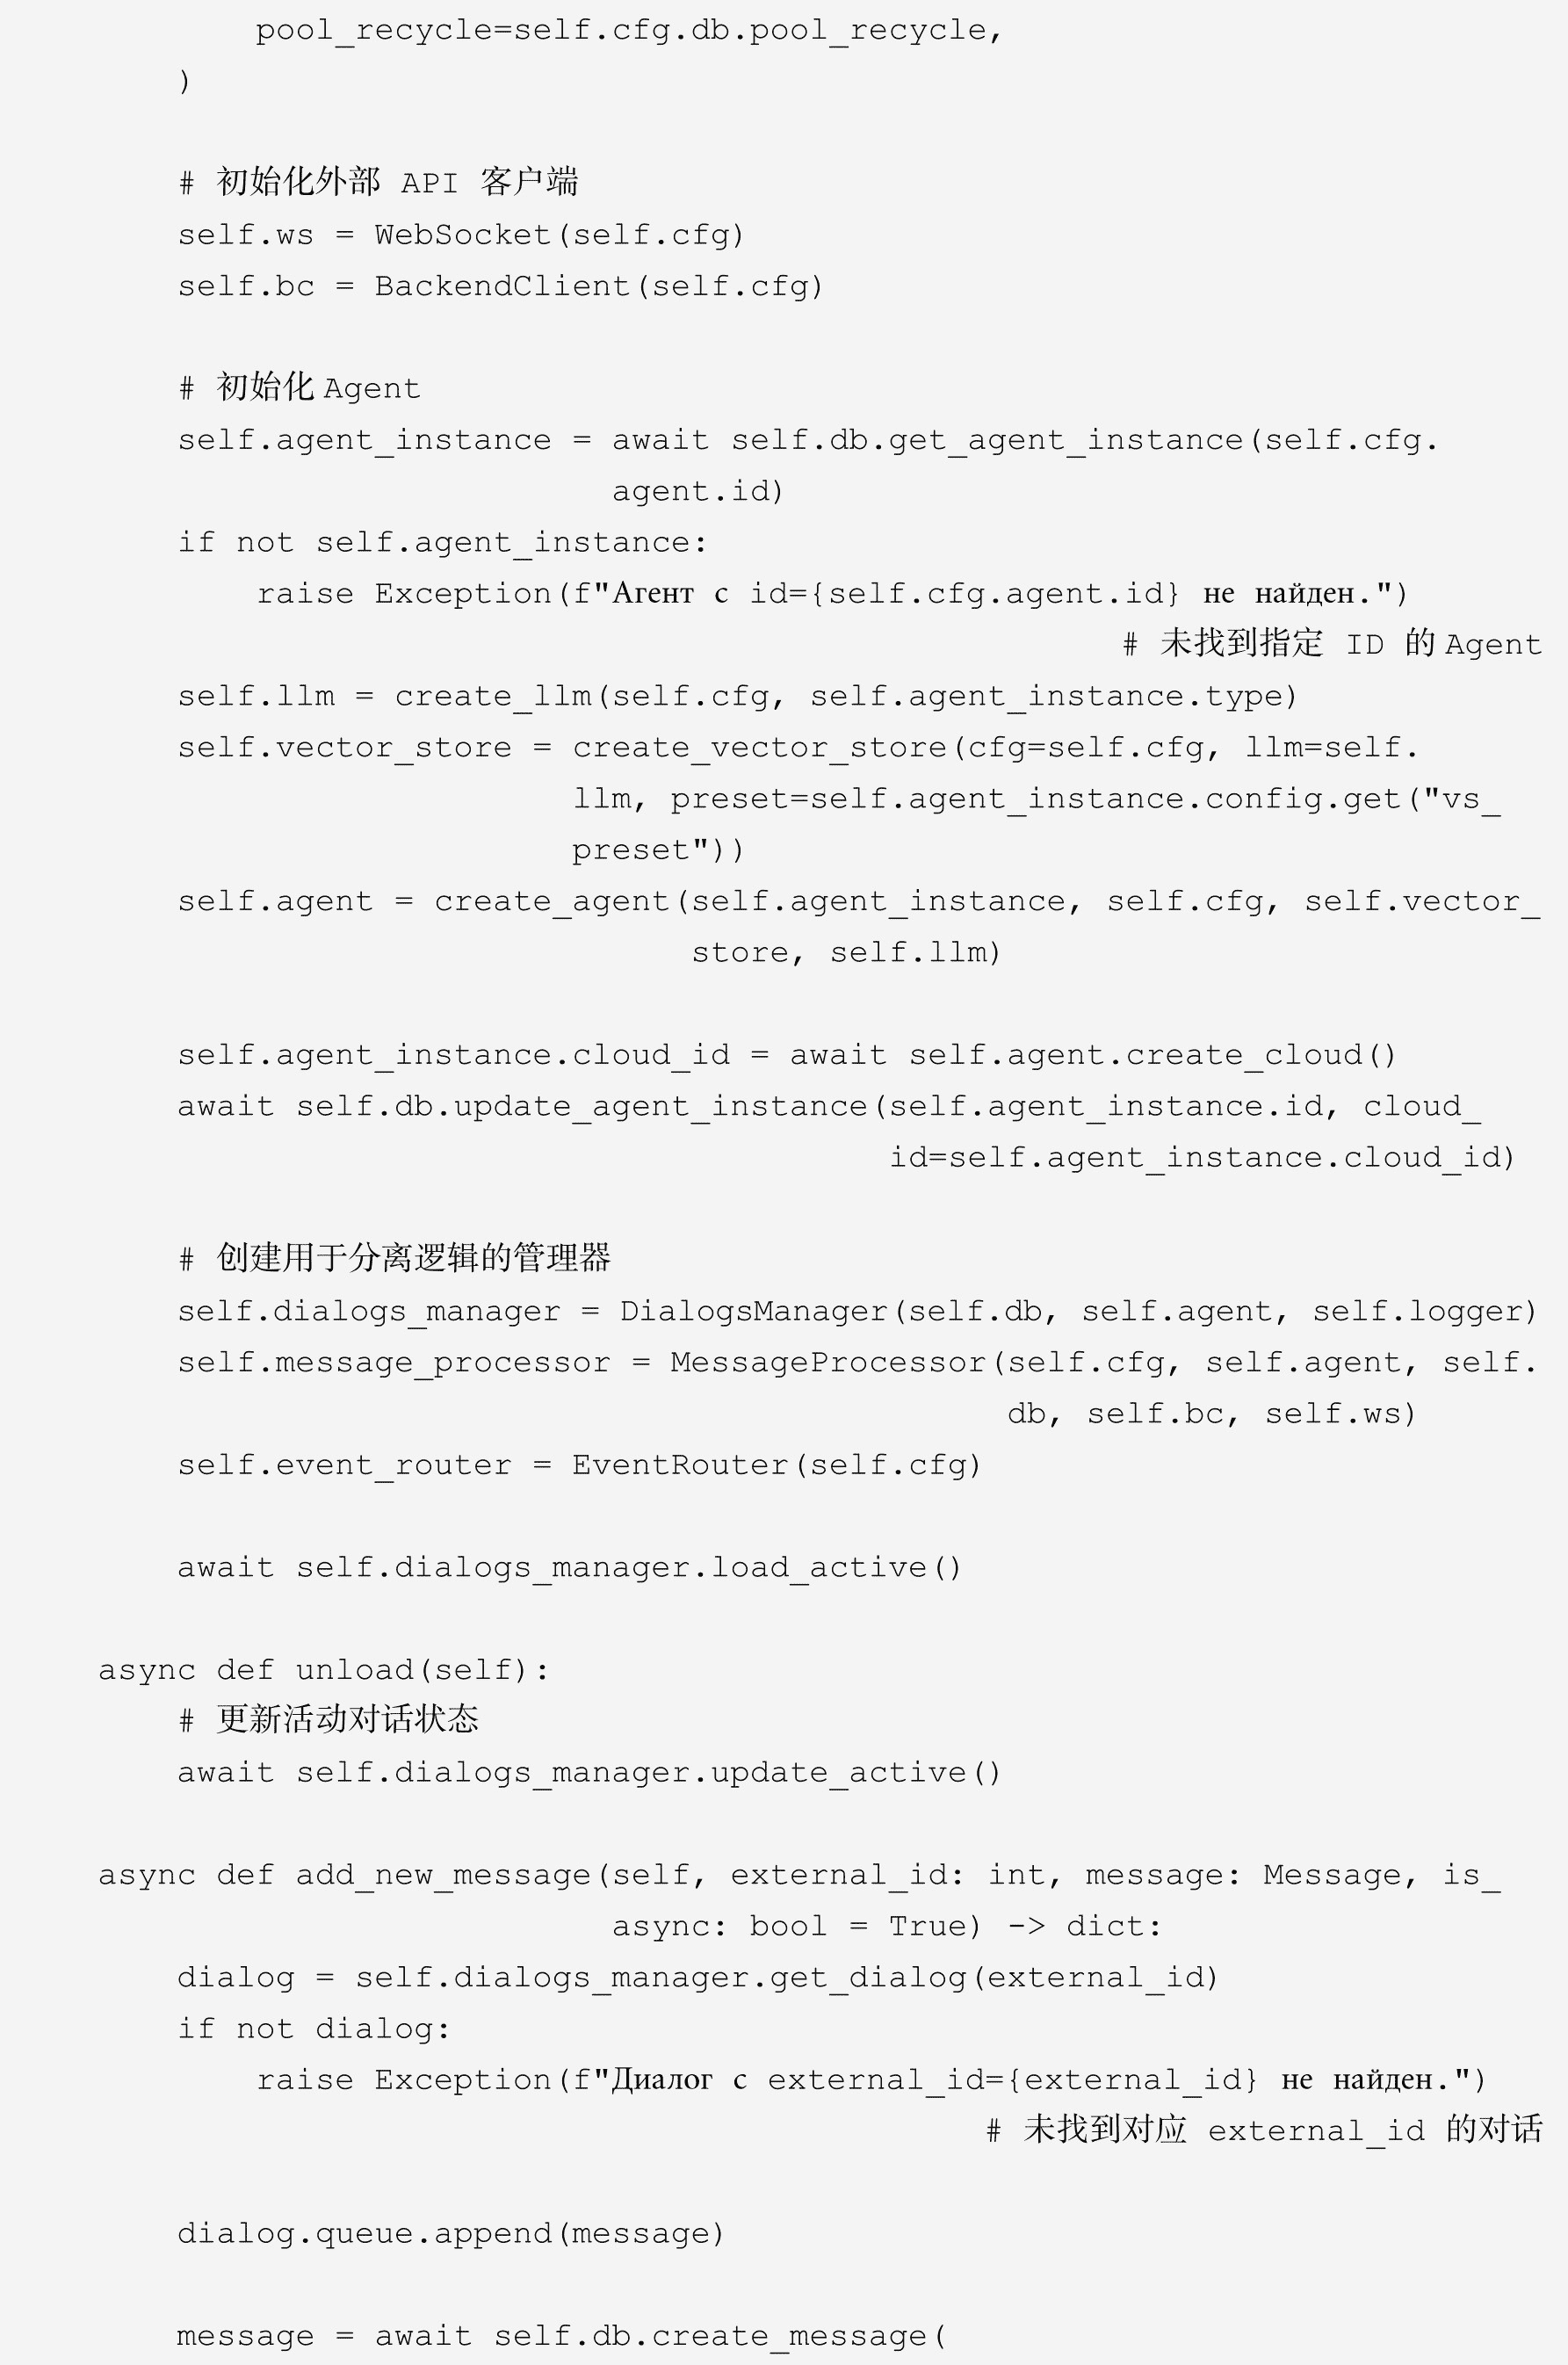 pool_recycle=self.cfg.db.pool_recycle,
)
# 初始化外部 API 客户端
self.ws = WebSocket(self.cfg)
self.bc = BackendClient(self.cfg)
# 初始化 Agent
self.agent_instance = await self.db.get_agent_instance(self.cfg.
agent.id)
if not self.agent_instance:
raise Exception(f"Агент с id={self.cfg.agent.id} не найден.")
# 未找到指定 ID 的 Agent
self.llm = create_llm(self.cfg, self.agent_instance.type)
self.vector_store = create_vector_store(cfg=self.cfg, llm=self.
llm, preset=self.agent_instance.config.get("vs_
preset"))
self.agent = create_agent(self.agent_instance, self.cfg, self.vector_
store, self.llm)
self.agent_instance.cloud_id = await self.agent.create_cloud()
await self.db.update_agent_instance(self.agent_instance.id, cloud_
id=self.agent_instance.cloud_id)
# 创建用于分离逻辑的管理器
self.dialogs_manager = DialogsManager(self.db, self.agent, self.logger)
self.message_processor = MessageProcessor(self.cfg, self.agent, self.
db, self.bc, self.ws)
self.event_router = EventRouter(self.cfg)
await self.dialogs_manager.load_active()
async def unload(self):
# 更新活动对话状态
await self.dialogs_manager.update_active()
async def add_new_message(self, external_id: int, message: Message, is_
async: bool = True) -> dict:
dialog = self.dialogs_manager.get_dialog(external_id)
if not dialog:
raise Exception(f"Диалог с external_id={external_id} не найден.")
# 未找到对应 external_id 的对话
dialog.queue.append(message)
message = await self.db.create_message(